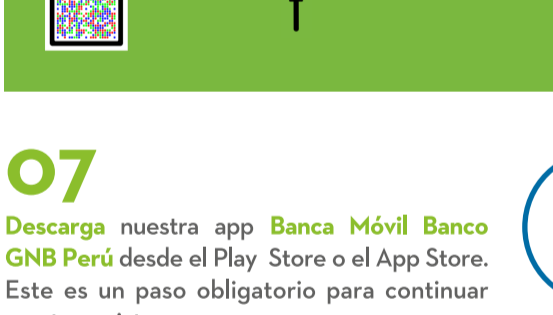 07
Descarga nuestra app Banca Móvil Banco
GNB Perú desde el Play Store o el App Store.
Este es un paso obligatorio para continuar